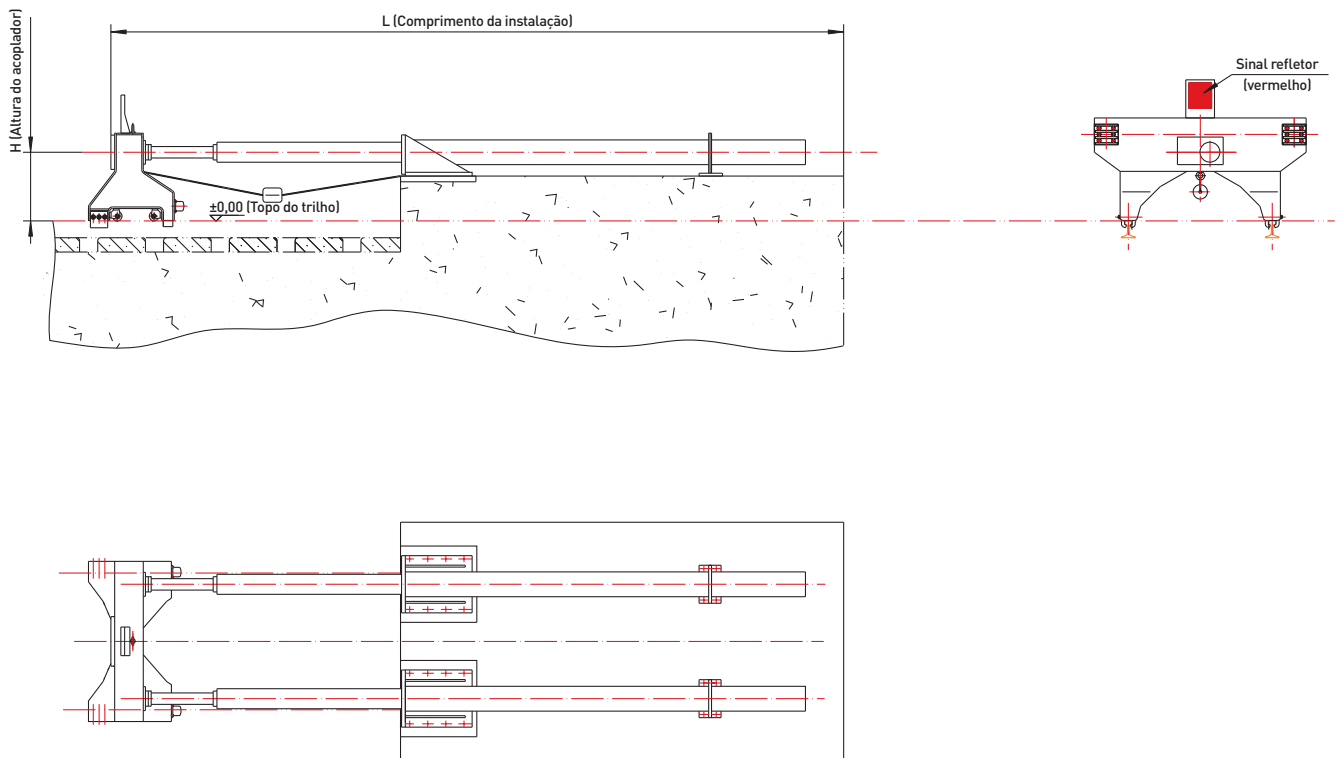 L (Comprimento da instalação)
H (Altura do acoplador)
Sinal refletor
(vermelho)
±0,00 (Topo do trilho)